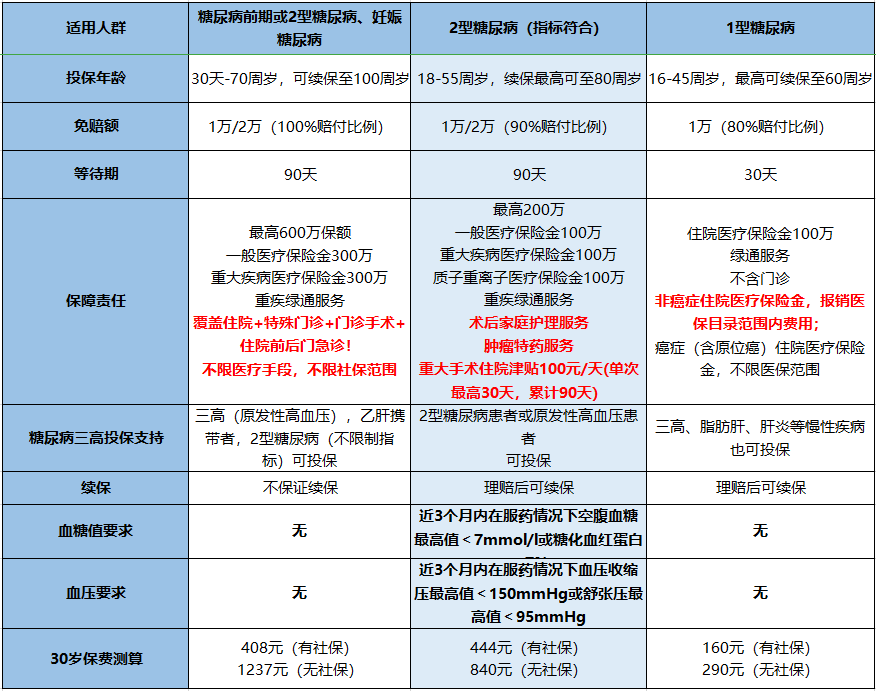 适用人群
糖尿病前期或2型糖尿病、妊娠
糖尿病
2型糖尿病（指标符合）
1型糖尿病
投保年龄
30天-70周岁，可续保至100周岁
18-55周岁，续保最高可至80周岁
16-45周岁，最高可续保至60周岁
免赔额
1万/2万（100%赔付比例）
1万/2万（90%赔付比例）
1万（80%赔付比例）
等待期
90天
90天
30天
保障责任
最高600万保额
一般医疗保险金300万
重大疾病医疗保险金300万
重疾绿通服务
覆盖住院+特殊门诊+门诊手术+
住院前后门急诊！
不限医疗手段，不限社保范围
最高200万
一般医疗保险金100万
重大疾病医疗保险金100万
质子重离子医疗保险金100万
重疾绿通服务
术后家庭护理服务
肿瘤特药服务
重大手术住院津贴100元/天(单次
最高30天，累计90天)
住院医疗保险金100万
绿通服务
不含门诊
非癌症住院医疗保险金，报销医
保目录范围内费用；
癌症（含原位癌）住院医疗保险
金，不限医保范围
糖尿病三高投保支持
三高（原发性高血压），乙肝携
带者，2型糖尿病（不限制指
标）可投保
2型糖尿病患者或原发性高血压患
者
可投保
三高、脂肪肝、肝炎等慢性疾病
也可投保
续保
不保证续保
理赔后可续保
理赔后可续保
血糖值要求
无
近3个月内在服药情况下空腹血糖
最高值＜7mmol/l或糖化血红蛋白
无
血压要求
无
近3个月内在服药情况下血压收缩
压最高值＜150mmHg或舒张压最
高值＜95mmHg
无
30岁保费测算
408元（有社保）
1237元（无社保）
444元（有社保）
840元（无社保）
160元（有社保）
290元（无社保）